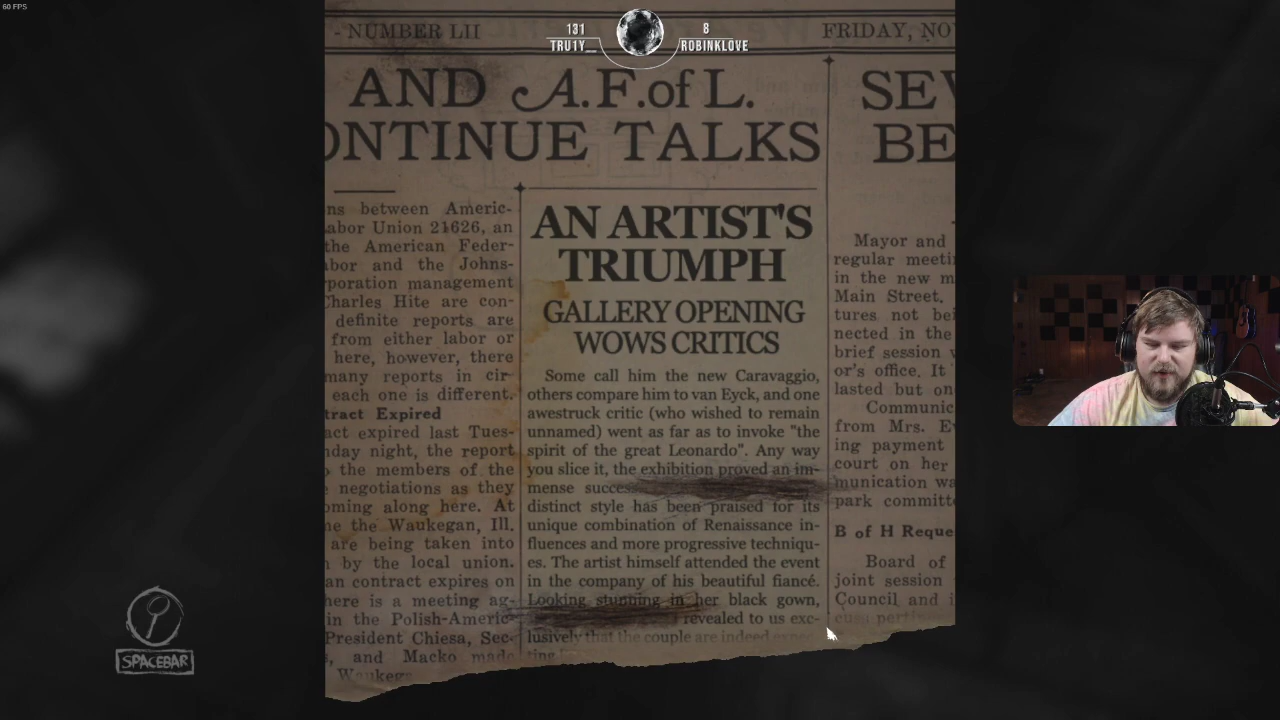 60 FPS
131
TRU1Y_
8
ROBINKLOVE
- NUMBER LII
FRIDAY, NO
AND A.F.of L.
ONTINUE TALKS
SEV
BE
ns between Americ-
abor Union 21626, an
the American Feder-
abor and the Johns-
poration management
Charles Hite are con-
definite reports are
from either labor or
here, however, there
many reports in cir-
each one is different.
tract Expired
act expired last Tues-
day night, the report
o the members of the
negotiations as they
oming along here. At
ne the Waukegan, Ill.
are being taken into
n by the local union.
an contract expires on
here is a meeting ag-
in the Polish-Americ-
President Chiesa, Sec-
, and Macko made
Waukeg
AN ARTIST'S
TRIUMPH
GALLERY OPENING
WOWS CRITICS
Some call him the new Caravaggio,
others compare him to van Eyck, and one
awestruck critic (who wished to remain
unnamed) went as far as to invoke "the
spirit of the great Leonardo". Any way
you slice it, the exhibition proved an im-
mense succes
distinct style has been praised for its
unique combination of Renaissance in-
fluences and more progressive techniqu-
es. The artist himself attended the event
in the company of his beautiful fiancé.
Looking stunning in her black gown,
revealed to us exc-
lusively that the couple are indeed expec-
ting!
Mayor and
regular meeti
in the new m
Main Street.
tures not bei
nected in the
brief session w
or's office. It
lasted but on
Communic
from Mrs. Ev
ing payment
court on her
munication wa
park committe
B of H Reque
Board of
joint session
Council and i
SPACEBAR